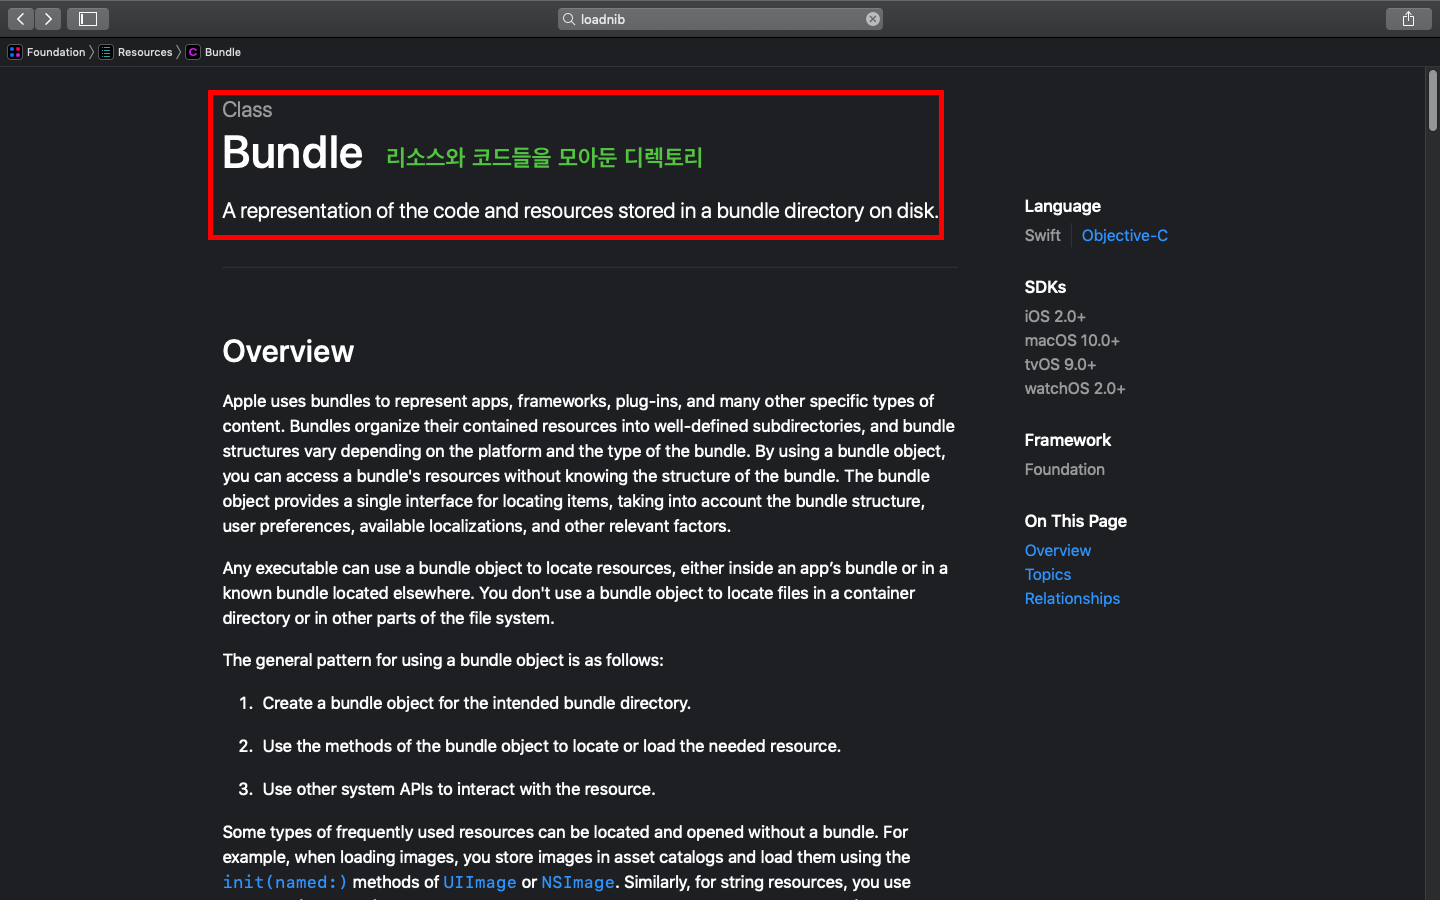 loadnib
Foundation 〉 Resources 〉 C Bundle
Class
Bundle 리소스와 코드들을 모아둔 디렉토리
A representation of the code and resources stored in a bundle directory on disk.
Overview
Apple uses bundles to represent apps, frameworks, plug-ins, and many other specific types of
content. Bundles organize their contained resources into well-defined subdirectories, and bundle
structures vary depending on the platform and the type of the bundle. By using a bundle object,
you can access a bundle's resources without knowing the structure of the bundle. The bundle
object provides a single interface for locating items, taking into account the bundle structure,
user preferences, available localizations, and other relevant factors.
Any executable can use a bundle object to locate resources, either inside an app’s bundle or in a
known bundle located elsewhere. You don't use a bundle object to locate files in a container
directory or in other parts of the file system.
The general pattern for using a bundle object is as follows:
1. Create a bundle object for the intended bundle directory.
2. Use the methods of the bundle object to locate or load the needed resource.
3. Use other system APIs to interact with the resource.
Some types of frequently used resources can be located and opened without a bundle. For
example, when loading images, you store images in asset catalogs and load them using the
init(named:) methods of UIImage or NSImage. Similarly, for string resources, you use
Language
Swift Objective-C
SDKs
iOS 2.0+
macOS 10.0+
tvOS 9.0+
watchOS 2.0+
Framework
Foundation
On This Page
Overview
Topics
Relationships